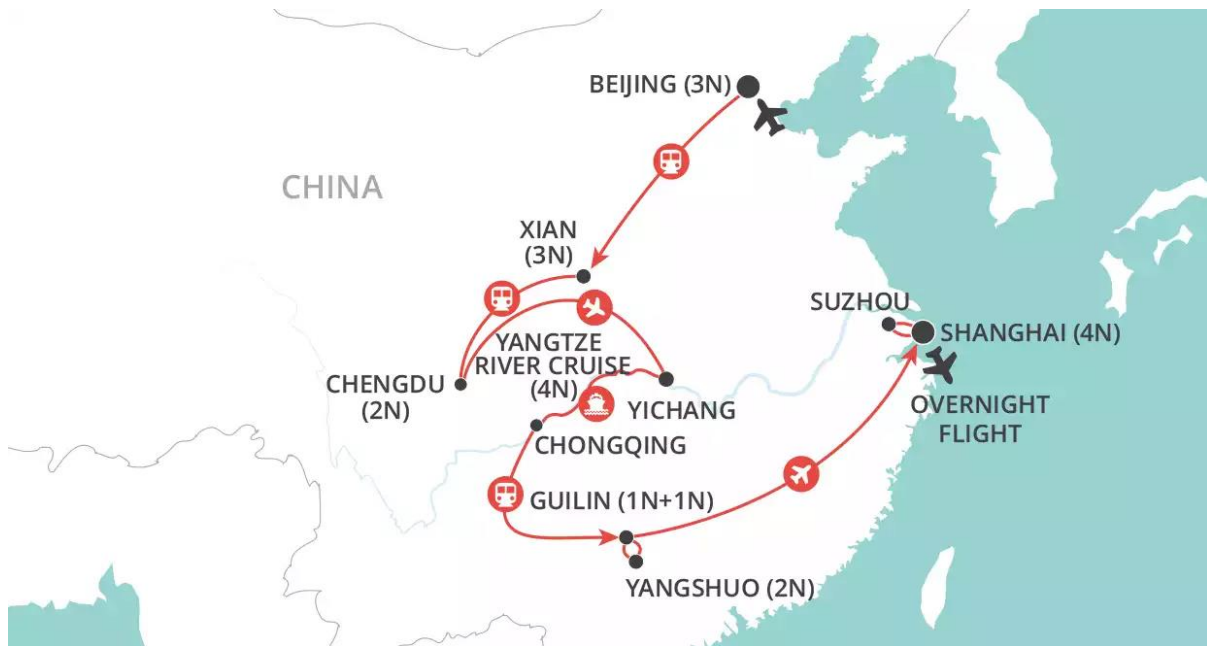 BEIJING (3N)
CHINA
XIAN
(3N)
SUZHOU
SHANGHAI (4N)
YANGTZE
RIVER CRUISE
(4N)
CHENGDU
(2N)
YICHANG
OVERNIGHT
FLIGHT
CHONGQING
GUILIN (1N+1N)
YANGSHUO (2N)